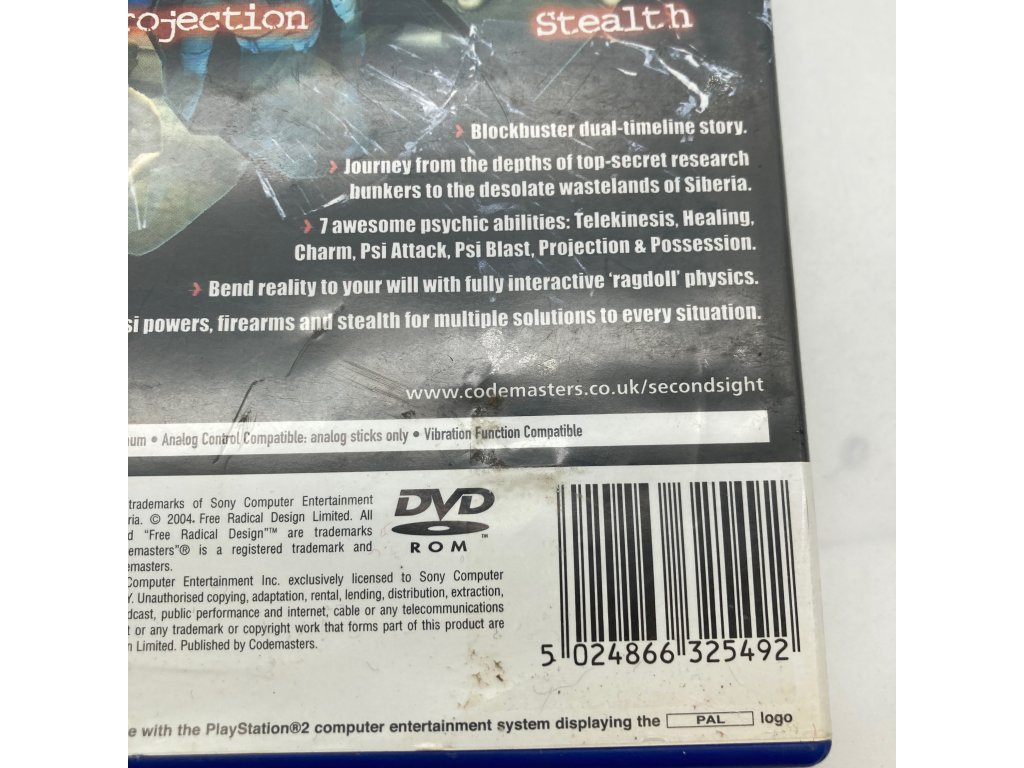 rojection
Stealth
Blockbuster dual-timeline story.
Journey from the depths of top-secret research
bunkers to the desolate wastelands of Siberia.
7 awesome psychic abilities: Telekinesis, Healing,
Charm, Psi Attack, Psi Blast, Projection & Possession.
Bend reality to your will with fully interactive ‘ragdoll’ physics.
si powers, firearms and stealth for multiple solutions to every situation.
www.codemasters.co.uk/secondsight
num • Analog Control Compatible: analog sticks only • Vibration Function Compatible
trademarks of Sony Computer Entertainment
ria. © 2004. Free Radical Design Limited. All
d "Free Radical Design"™ are trademarks
demasters"® is a registered trademark and
emasters.
Computer Entertainment Inc. exclusively licensed to Sony Computer
Y. Unauthorised copying, adaptation, rental, lending, distribution, extraction,
dcast, public performance and internet, cable or any telecommunications
t or any trademark or copyright work that forms part of this product are
n Limited. Published by Codemasters.
DVD
ROM
5 024866 325492
e with the PlayStation®2 computer entertainment system displaying the PAL logo